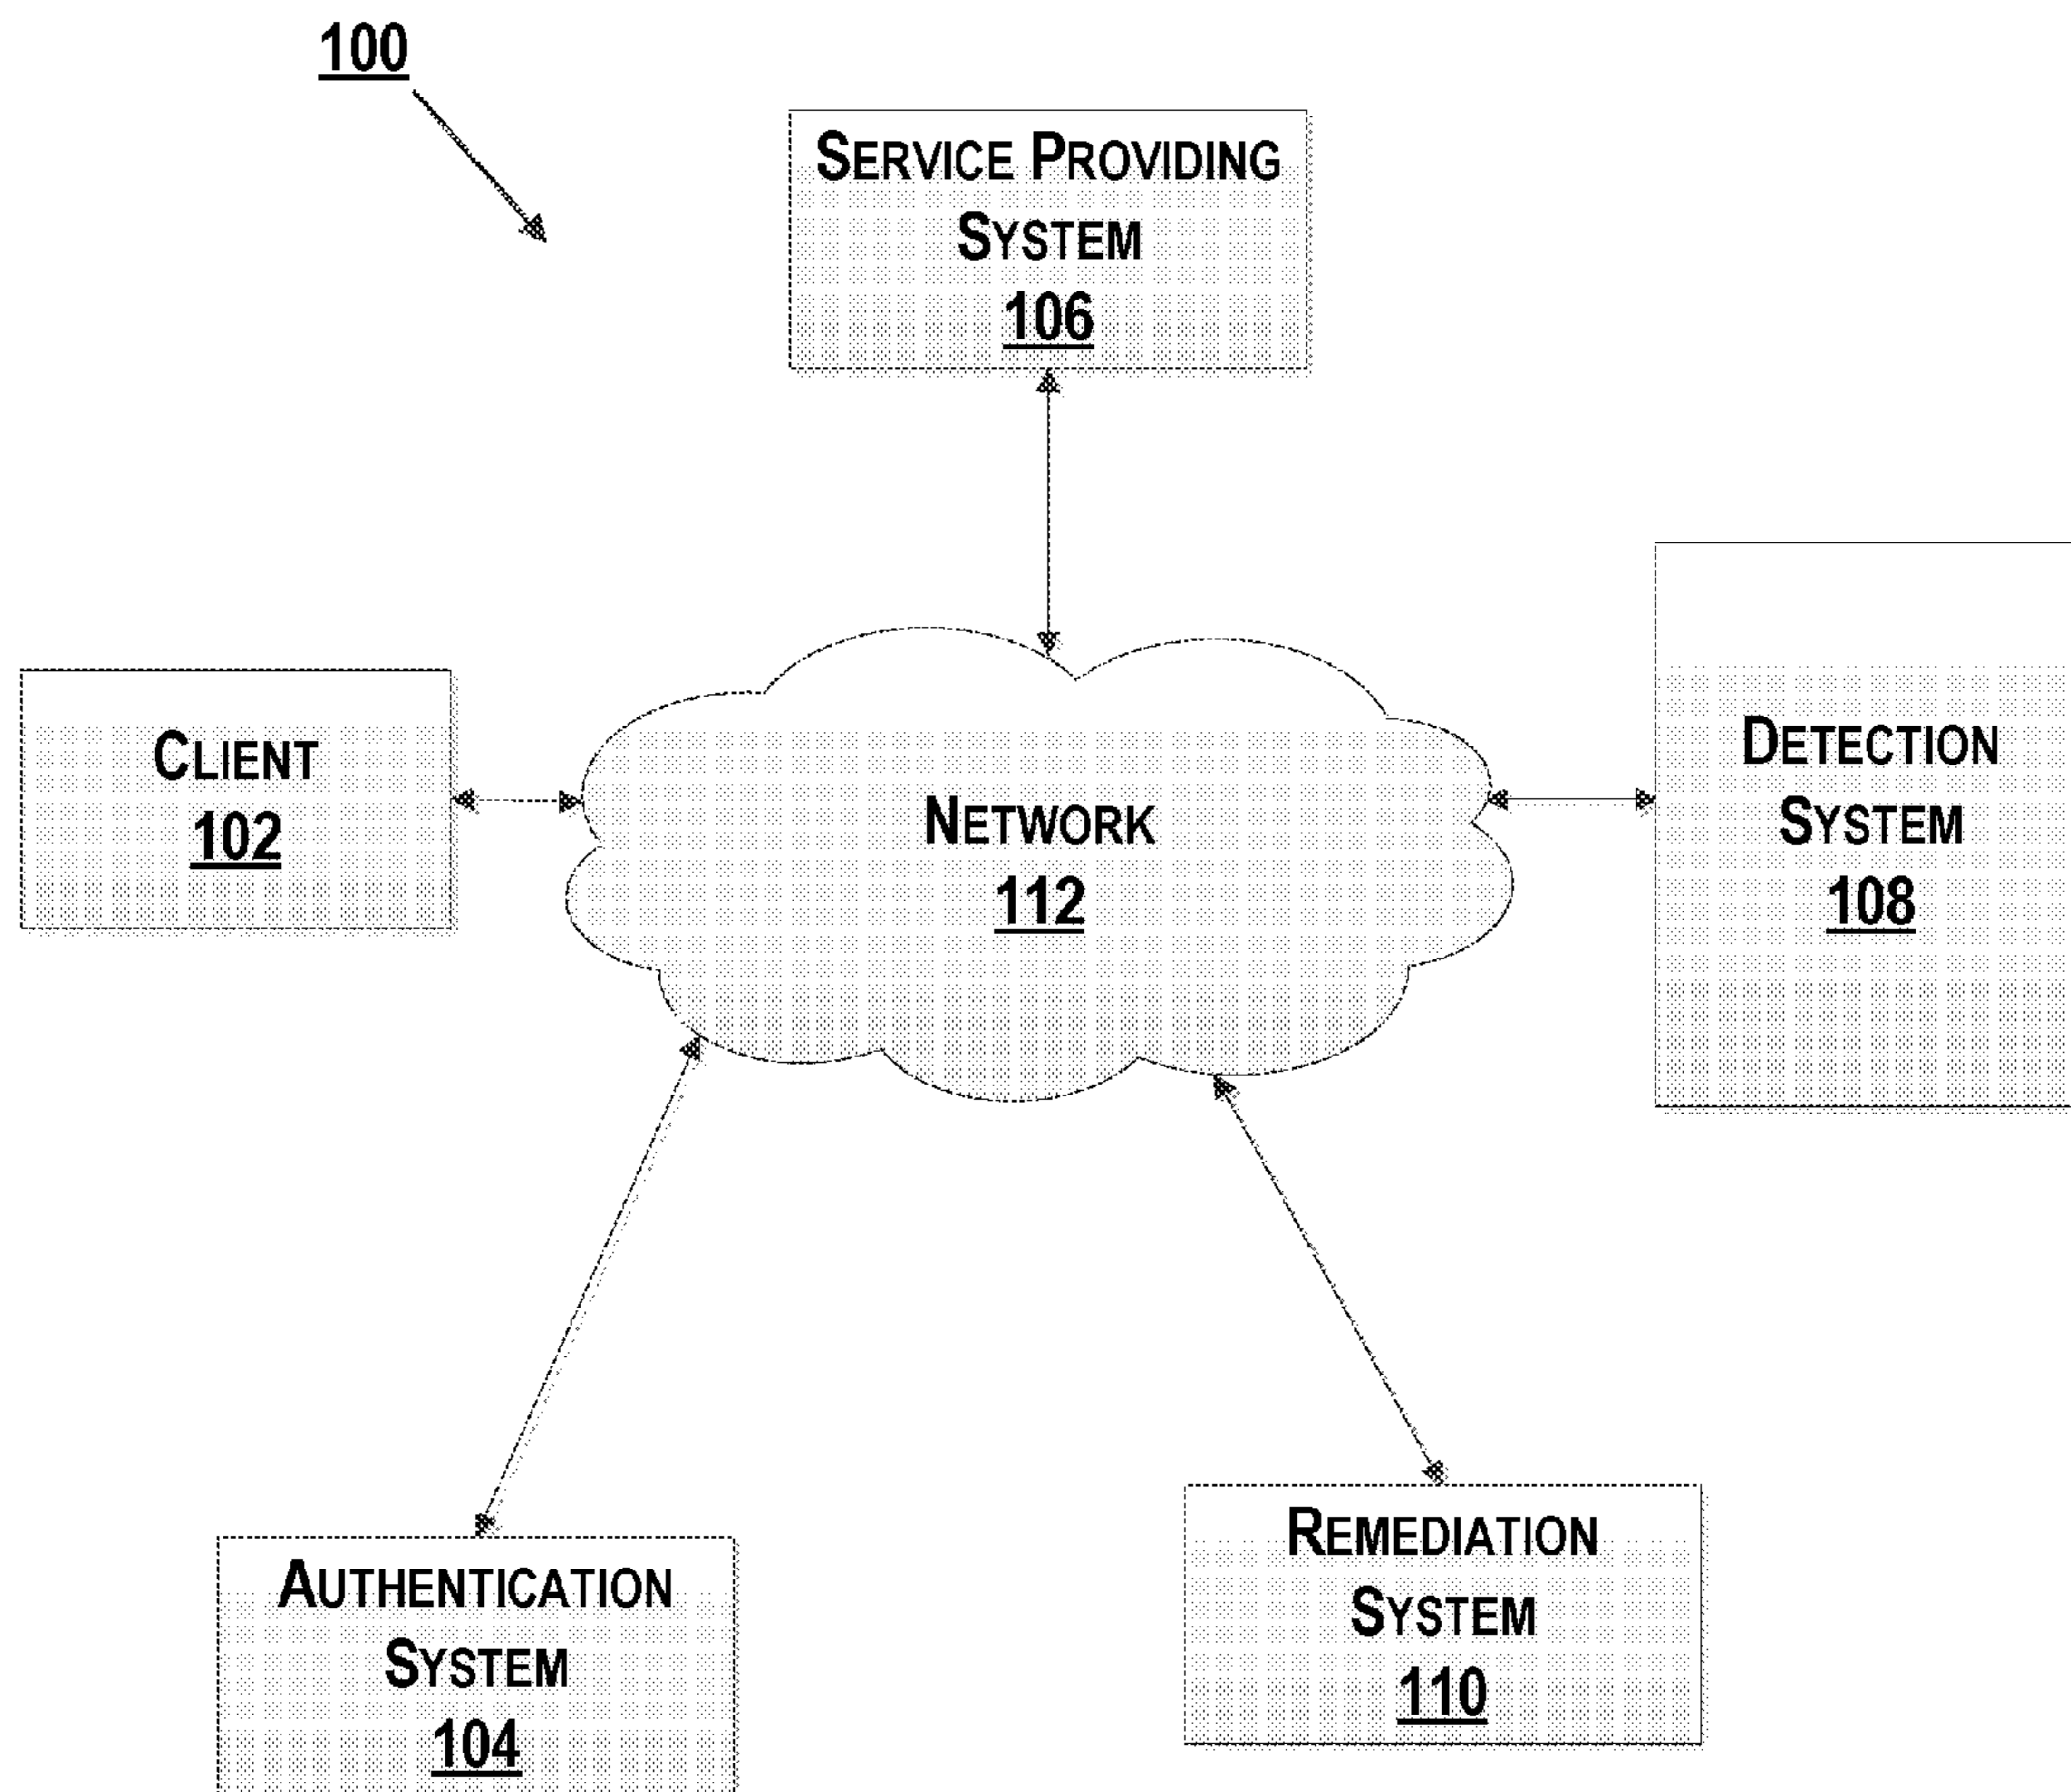 100
SERVICE PROVIDING
SYSTEM
106
CLIENT
102
NETWORK
112
DETECTION
SYSTEM
108
AUTHENTICATION
SYSTEM
104
REMEDIATION
SYSTEM
110